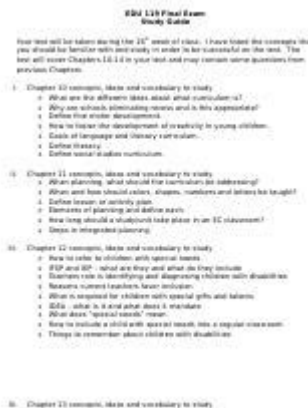 EDU 119 Final Exam
Study Guide
Your test will be taken during the 16th week of class. I have listed the concepts that
you should be familiar with and study in order to be successful on the test. The
test will cover Chapters 10-14 in your text and may contain some questions from
previous Chapters.
I. Chapter 10 concepts, ideas and vocabulary to study
What are the different ideas about what curriculum is?
Why are schools eliminating recess and is this appropriate?
Define fine motor development.
How to foster the development of creativity in young children.
Goals of language and literacy curriculum.
Define literacy.
Define social studies curriculum.
II. Chapter 11 concepts, ideas and vocabulary to study
When planning, what should the curriculum be addressing?
When and how should colors, shapes, numbers and letters be taught?
Define lesson or activity plan.
Elements of planning and define each.
How long should a study/unit take place in an EC classroom?
Steps in integrated planning.
III. Chapter 12 concepts, ideas and vocabulary to study
How to refer to children with special needs.
IFSP and IEP - what are they and what do they include
Teachers role in identifying and diagnosing children with disabilities
Reasons current teachers favor inclusion
What is required for children with special gifts and talents
IDEA - what is it and what does it mandate
What does "special needs" mean
How to include a child with special needs into a regular classroom
Things to remember about children with disabilities
Chapter 13 concepts, ideas and vocabulary to study